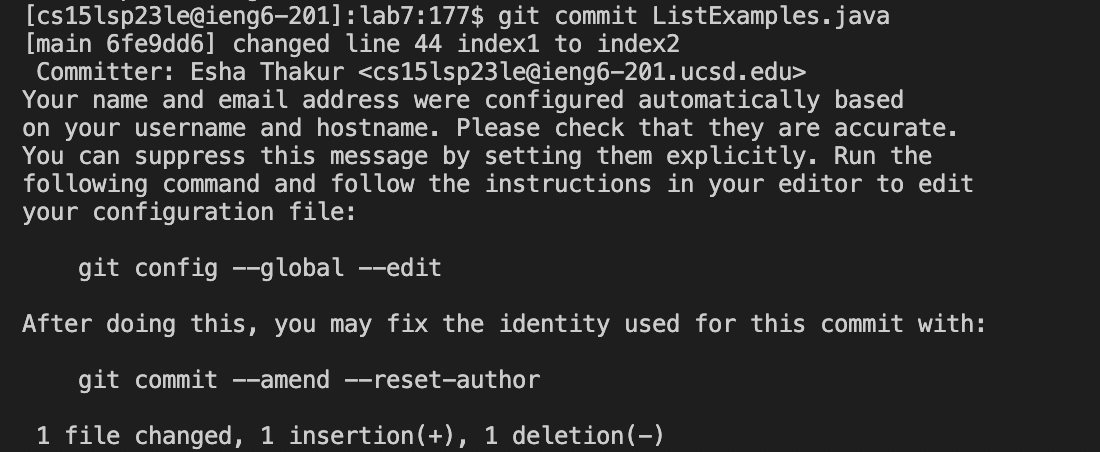 [cs15lsp23le@ieng6-201]:lab7:177$ git commit ListExamples.java
[main 6fe9dd6] changed line 44 index1 to index2
 Committer: Esha Thakur <cs15lsp23le@ieng6-201.ucsd.edu>
Your name and email address were configured automatically based
on your username and hostname. Please check that they are accurate.
You can suppress this message by setting them explicitly. Run the
following command and follow the instructions in your editor to edit
your configuration file:

    git config --global --edit

After doing this, you may fix the identity used for this commit with:

    git commit --amend --reset-author

 1 file changed, 1 insertion(+), 1 deletion(-)